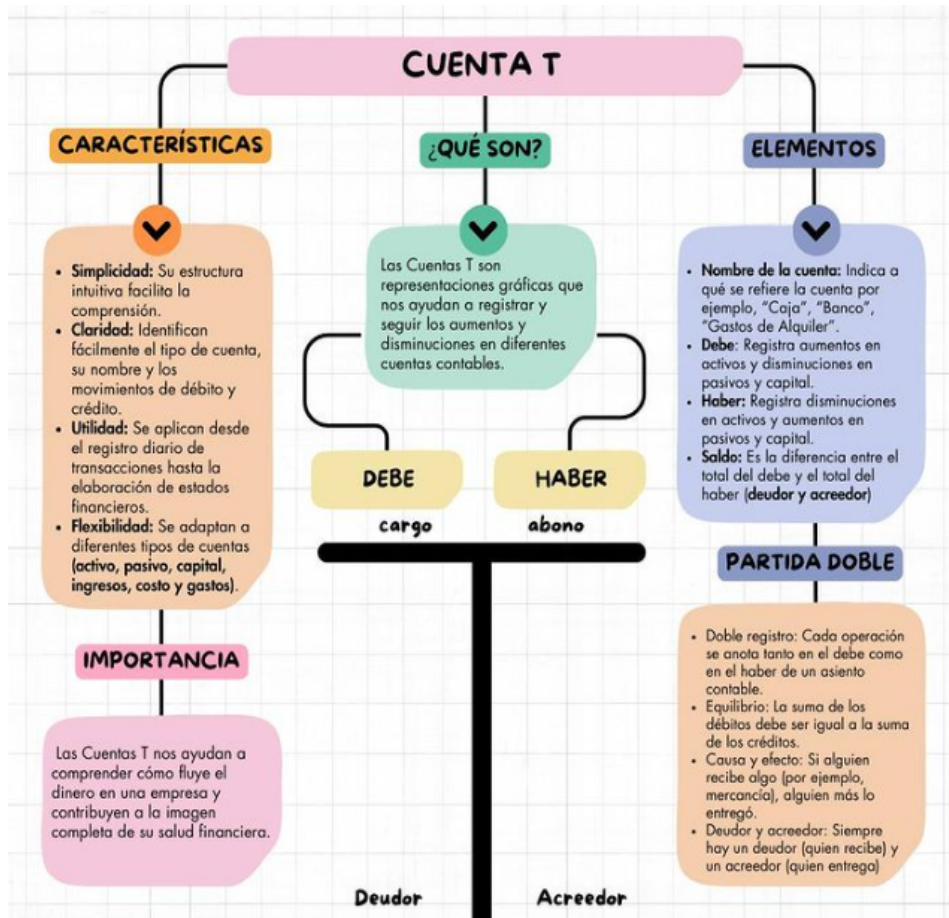 CUENTA T
CARACTERÍSTICAS
• Simplicidad: Su estructura
intuitiva facilita la
comprensión.
• Claridad: Identifican
fácilmente el tipo de cuenta,
su nombre y los
movimientos de débito y
crédito.
• Utilidad: Se aplican desde
el registro diario de
transacciones hasta la
elaboración de estados
financieros.
• Flexibilidad: Se adaptan a
diferentes tipos de cuentas
(activo, pasivo, capital,
ingresos, costo y gastos).
IMPORTANCIA
Las Cuentas T nos ayudan a
comprender cómo fluye el
dinero en una empresa y
contribuyen a la imagen
completa de su salud financiera.
¿QUÉ SON?
Las Cuentas T son
representaciones gráficas que
nos ayudan a registrar y
seguir los aumentos y
disminuciones en diferentes
cuentas contables.
DEBE
HABER
cargo
abono
Deudor
Acreedor
ELEMENTOS
• Nombre de la cuenta: Indica a
qué se refiere la cuenta por
ejemplo, “Caja”, “Banco”,
“Gastos de Alquiler”.
• Debe: Registra aumentos en
activos y disminuciones en
pasivos y capital.
• Haber: Registra disminuciones
en activos y aumentos en
pasivos y capital.
• Saldo: Es la diferencia entre el
total del debe y el total del
haber (deudor y acreedor)
PARTIDA DOBLE
• Doble registro: Cada operación
se anota tanto en el debe como
en el haber de un asiento
contable.
• Equilibrio: La suma de los
débitos debe ser igual a la suma
de los créditos.
• Causa y efecto: Si alguien
recibe algo (por ejemplo,
mercancía), alguien más lo
entregó.
• Deudor y acreedor: Siempre
hay un deudor (quien recibe) y
un acreedor (quien entrega)